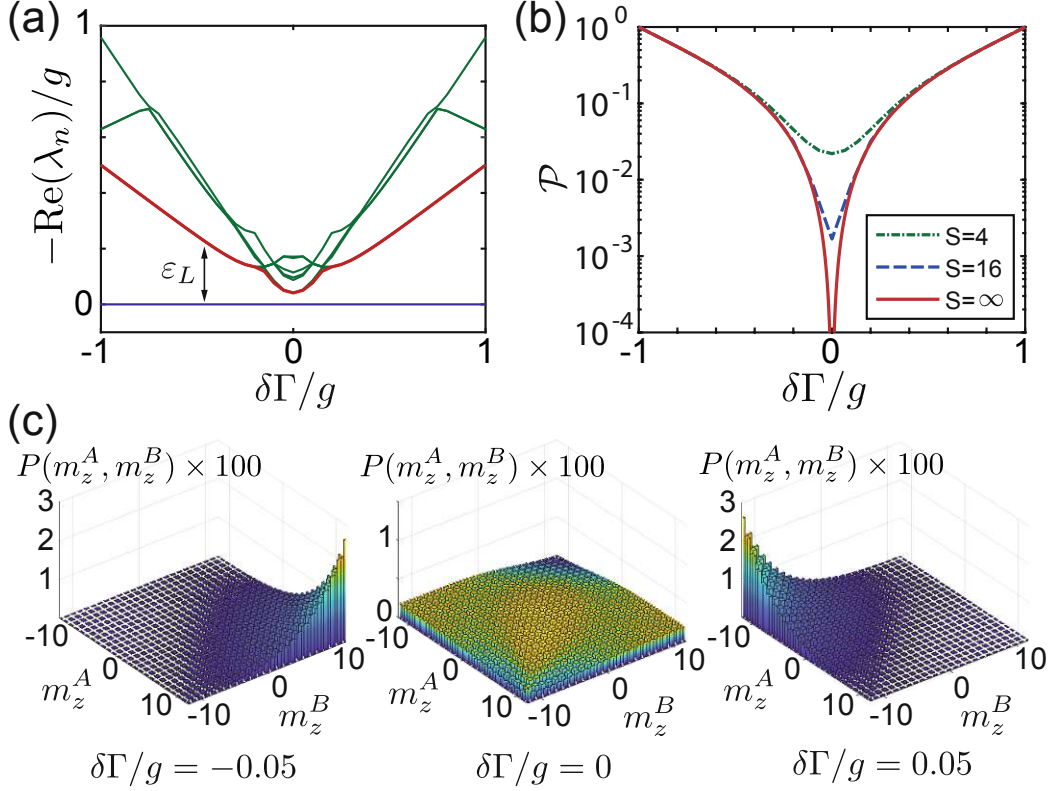 (a)
1
0
−Re(λₙ)/g
ε_L
-1 0 1
δΓ/g
(b)
10⁰
10⁻¹
10⁻²
10⁻³
10⁻⁴
𝒫
S=4
S=16
S=∞
-1 0 1
δΓ/g
(c)
P(m_z^A, m_z^B) × 100
3
2
1
-10
0
10
m_z^A
-10
0
10
m_z^B
δΓ/g = −0.05
P(m_z^A, m_z^B) × 100
1
0
-10
0
10
m_z^A
-10
0
10
m_z^B
δΓ/g = 0
P(m_z^A, m_z^B) × 100
3
2
1
0
-10
0
10
m_z^A
-10
0
10
m_z^B
δΓ/g = 0.05